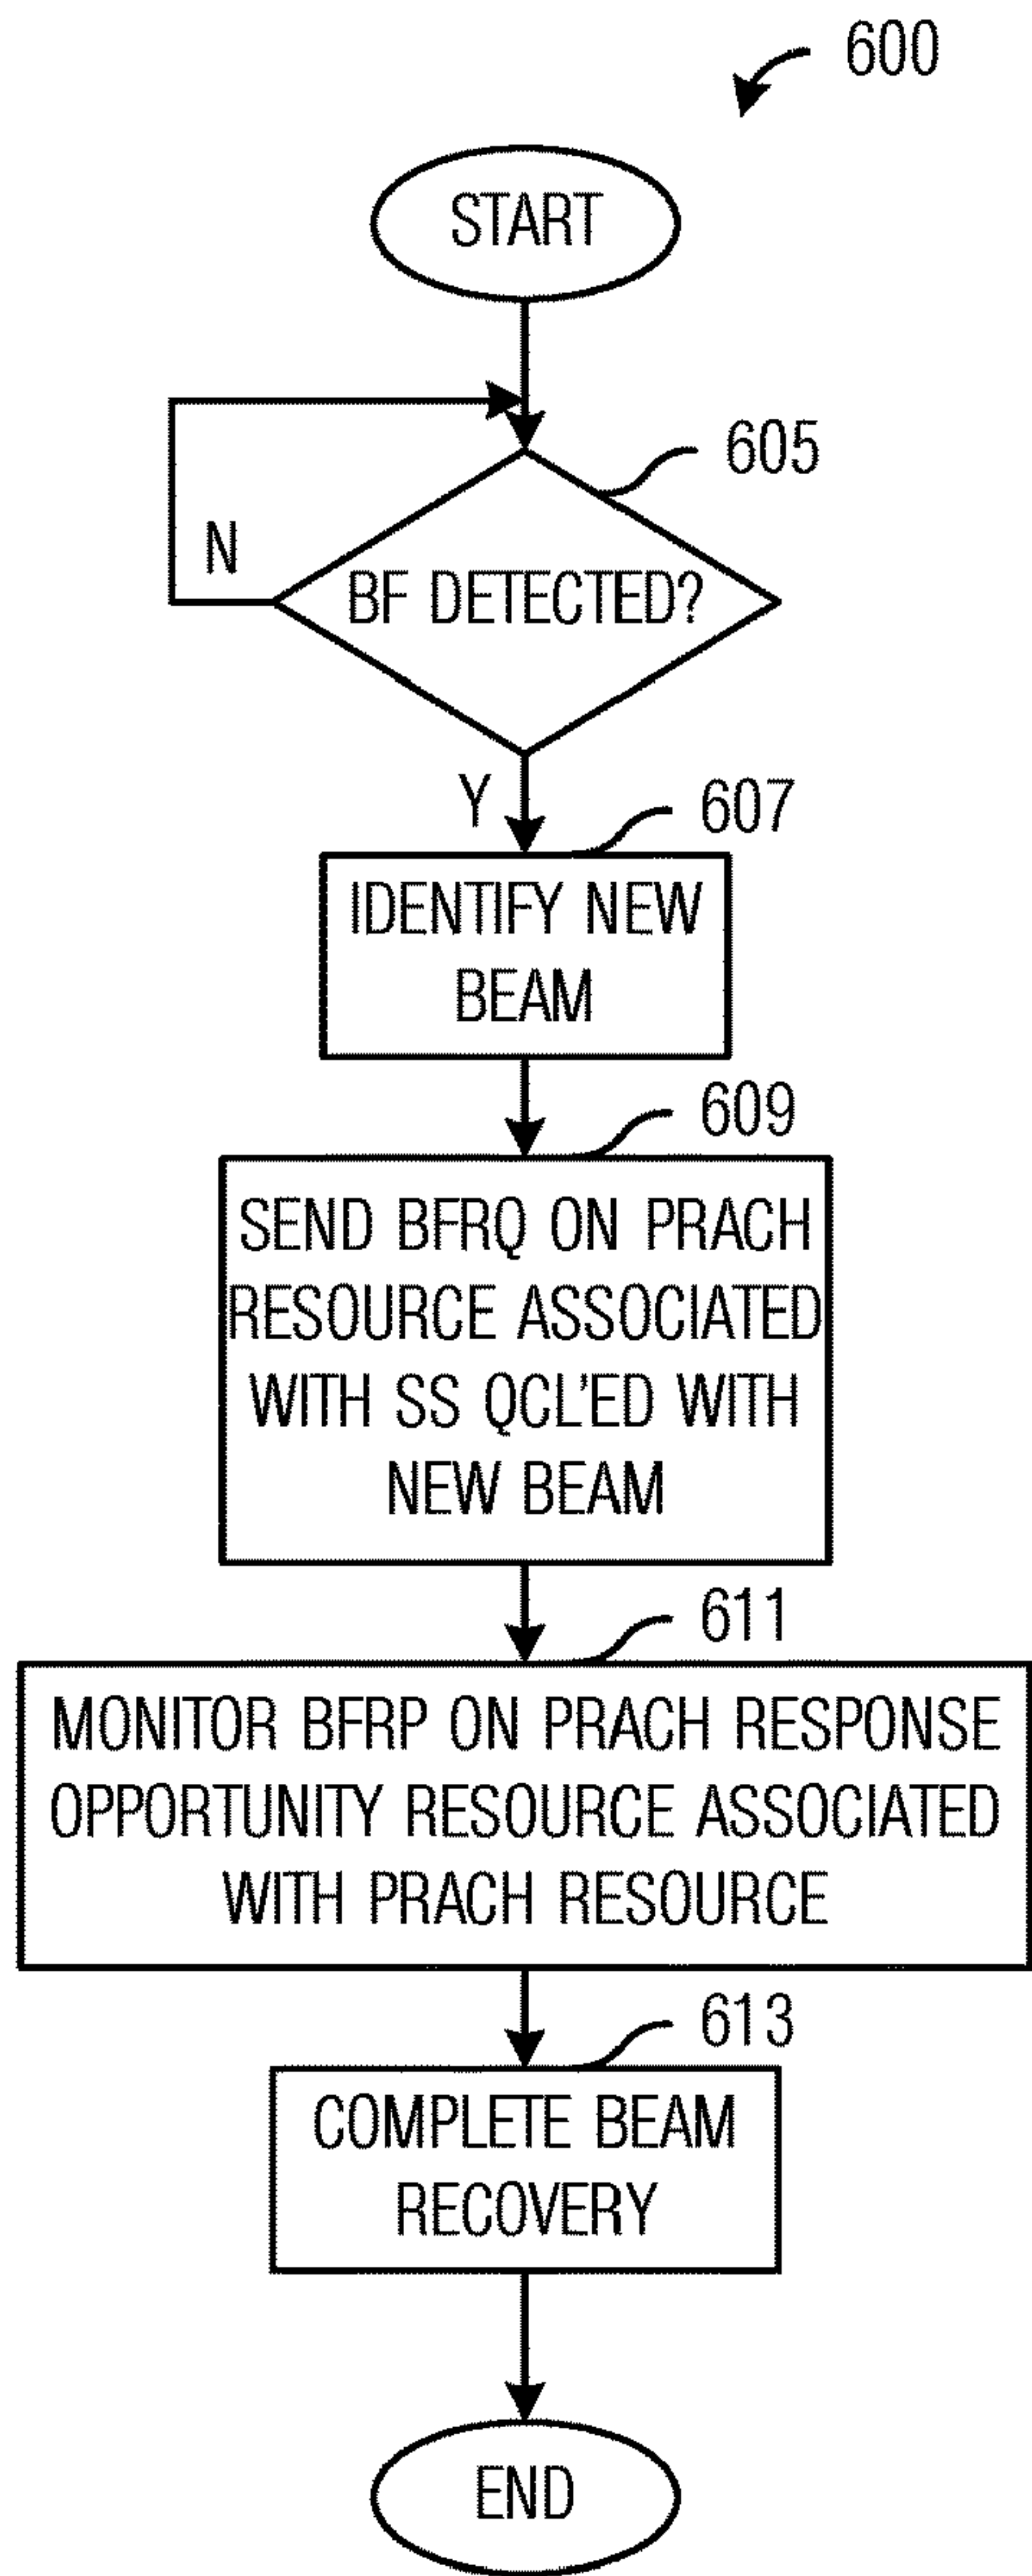 600
START
605
BF DETECTED?
N
Y
607
IDENTIFY NEW
BEAM
609
SEND BFRQ ON PRACH
RESOURCE ASSOCIATED
WITH SS QCL'ED WITH
NEW BEAM
611
MONITOR BFRP ON PRACH RESPONSE
OPPORTUNITY RESOURCE ASSOCIATED
WITH PRACH RESOURCE
613
COMPLETE BEAM
RECOVERY
END